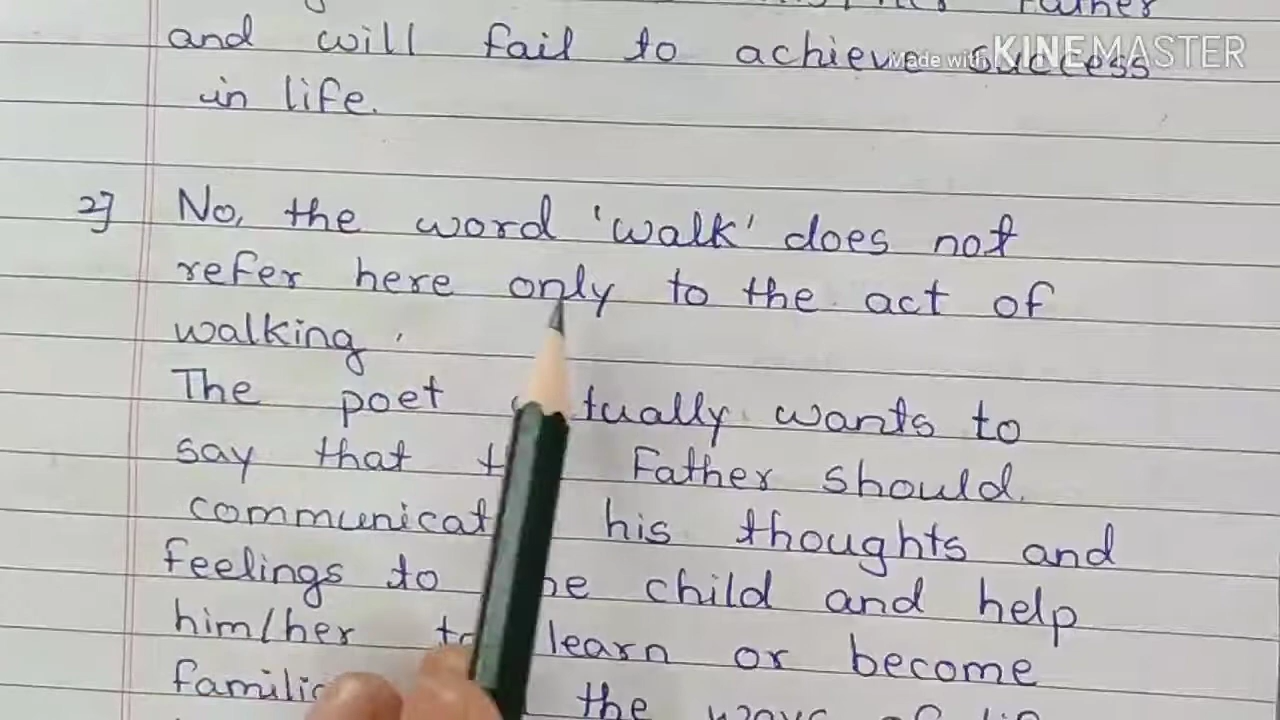 Father
and will fail to achieve success
Made with KINEMASTER
in life.
2] No, the word 'walk' does not
refer here only to the act of
walking.
The poet wants to
say that Father should
his thoughts and
feelings to child and help
him/her to learn or become
the